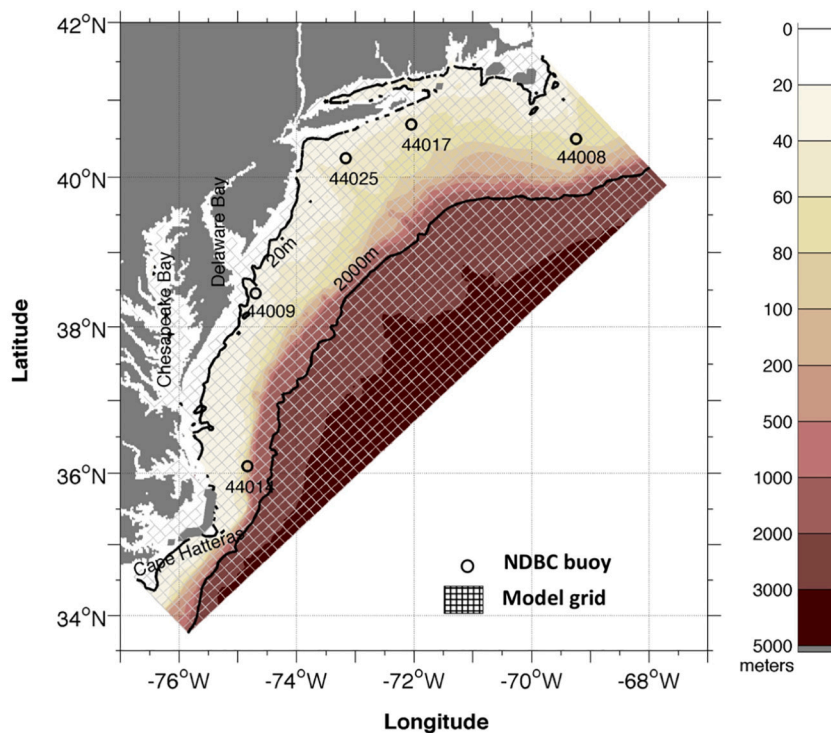 42°N
40°N
38°N
36°N
34°N
Latitude
-76°W
-74°W
-72°W
-70°W
-68°W
Longitude
44017
44025
44008
Delaware Bay
20m
2000m
Chesapeake Bay
44009
44014
Cape Hatteras
NDBC buoy
Model grid
0
20
40
60
80
100
200
500
1000
2000
3000
5000
meters